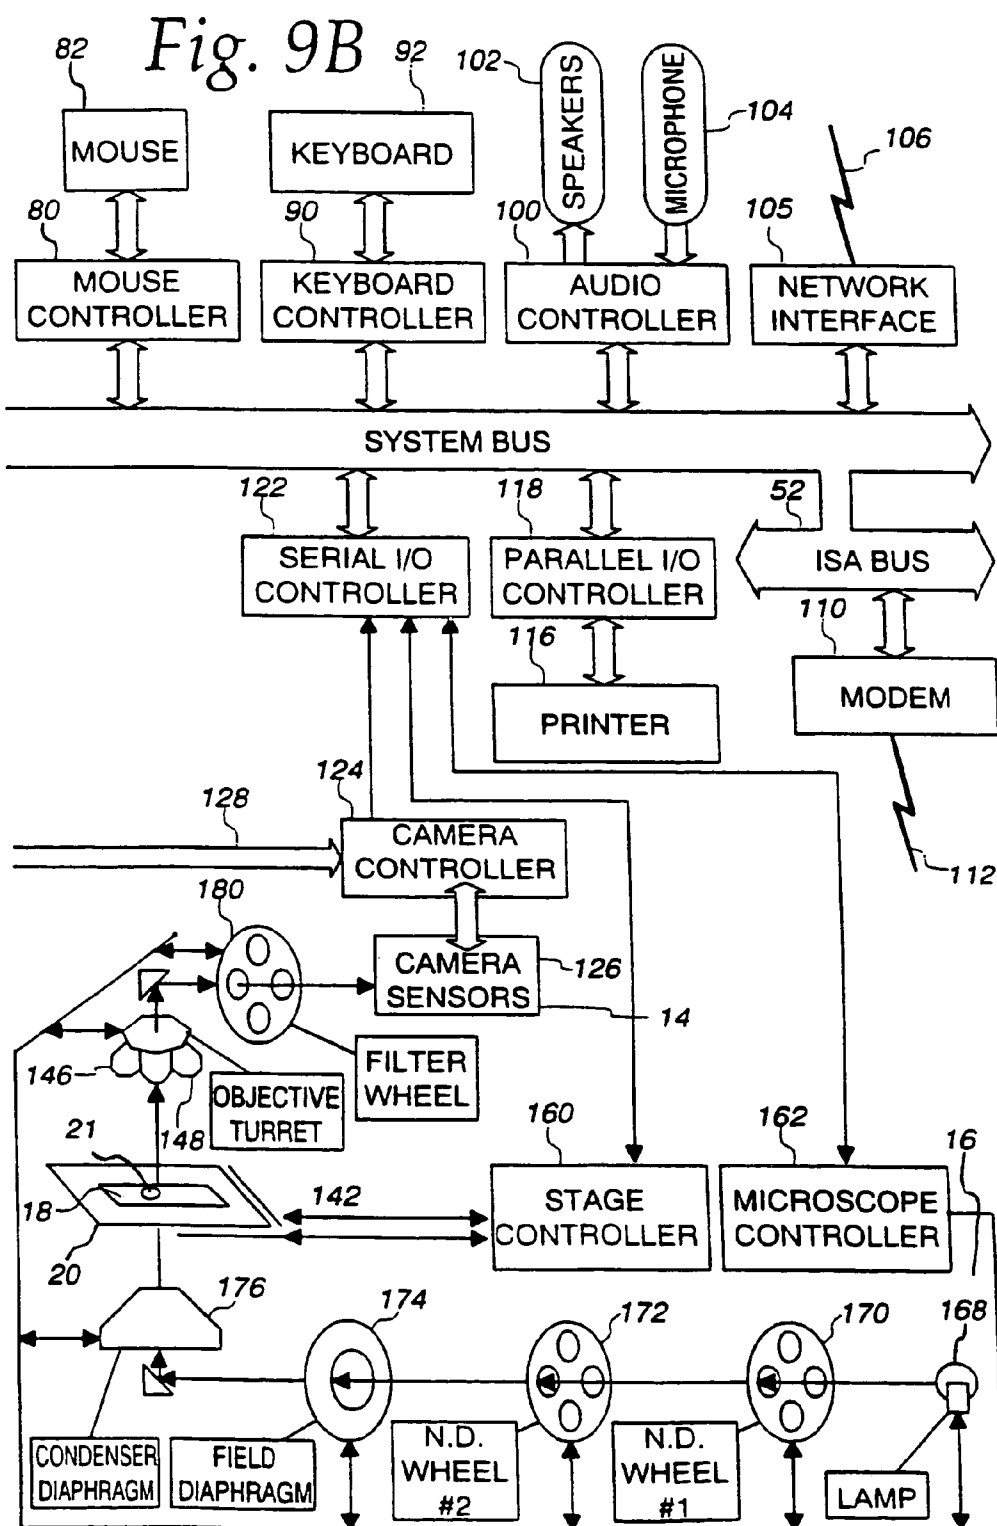 Fig. 9B
82
92
102
104
106
MOUSE
KEYBOARD
SPEAKERS
MICROPHONE
80
90
100
105
MOUSE
CONTROLLER
KEYBOARD
CONTROLLER
AUDIO
CONTROLLER
NETWORK
INTERFACE
SYSTEM BUS
122
118
52
SERIAL I/O
CONTROLLER
PARALLEL I/O
CONTROLLER
ISA BUS
116
110
PRINTER
MODEM
124
128
CAMERA
CONTROLLER
112
180
CAMERA
SENSORS
126
14
146
148
OBJECTIVE
TURRET
FILTER
WHEEL
21
18
20
142
160
162
16
STAGE
CONTROLLER
MICROSCOPE
CONTROLLER
176
174
172
170
168
CONDENSER
DIAPHRAGM
FIELD
DIAPHRAGM
N.D.
WHEEL
#2
N.D.
WHEEL
#1
LAMP